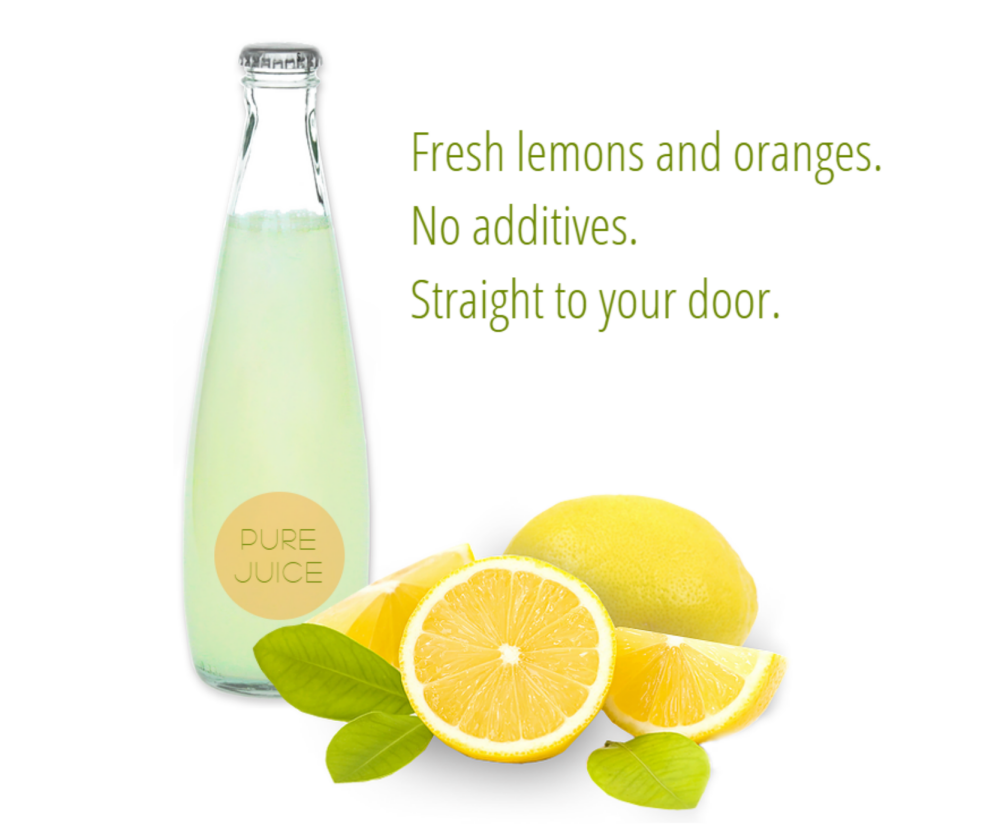 Fresh lemons and oranges.
No additives.
Straight to your door.
PURE
JUICE